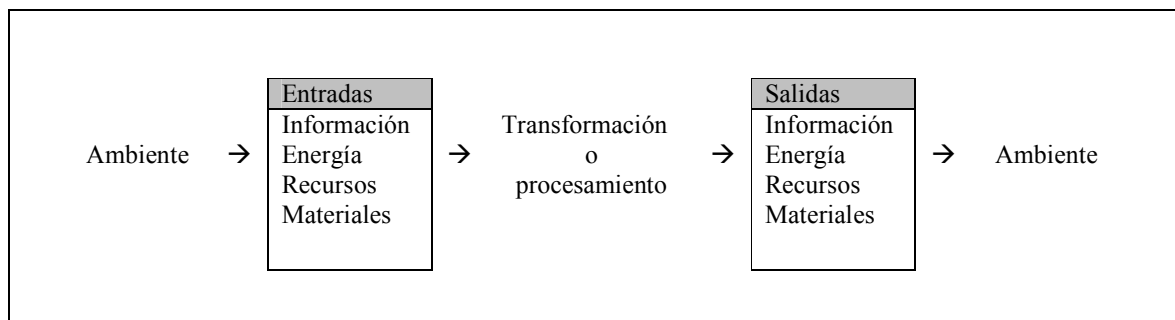 Ambiente
→
Entradas
Información
Energía
Recursos
Materiales
→
Transformación
o
procesamiento
→
Salidas
Información
Energía
Recursos
Materiales
→
Ambiente